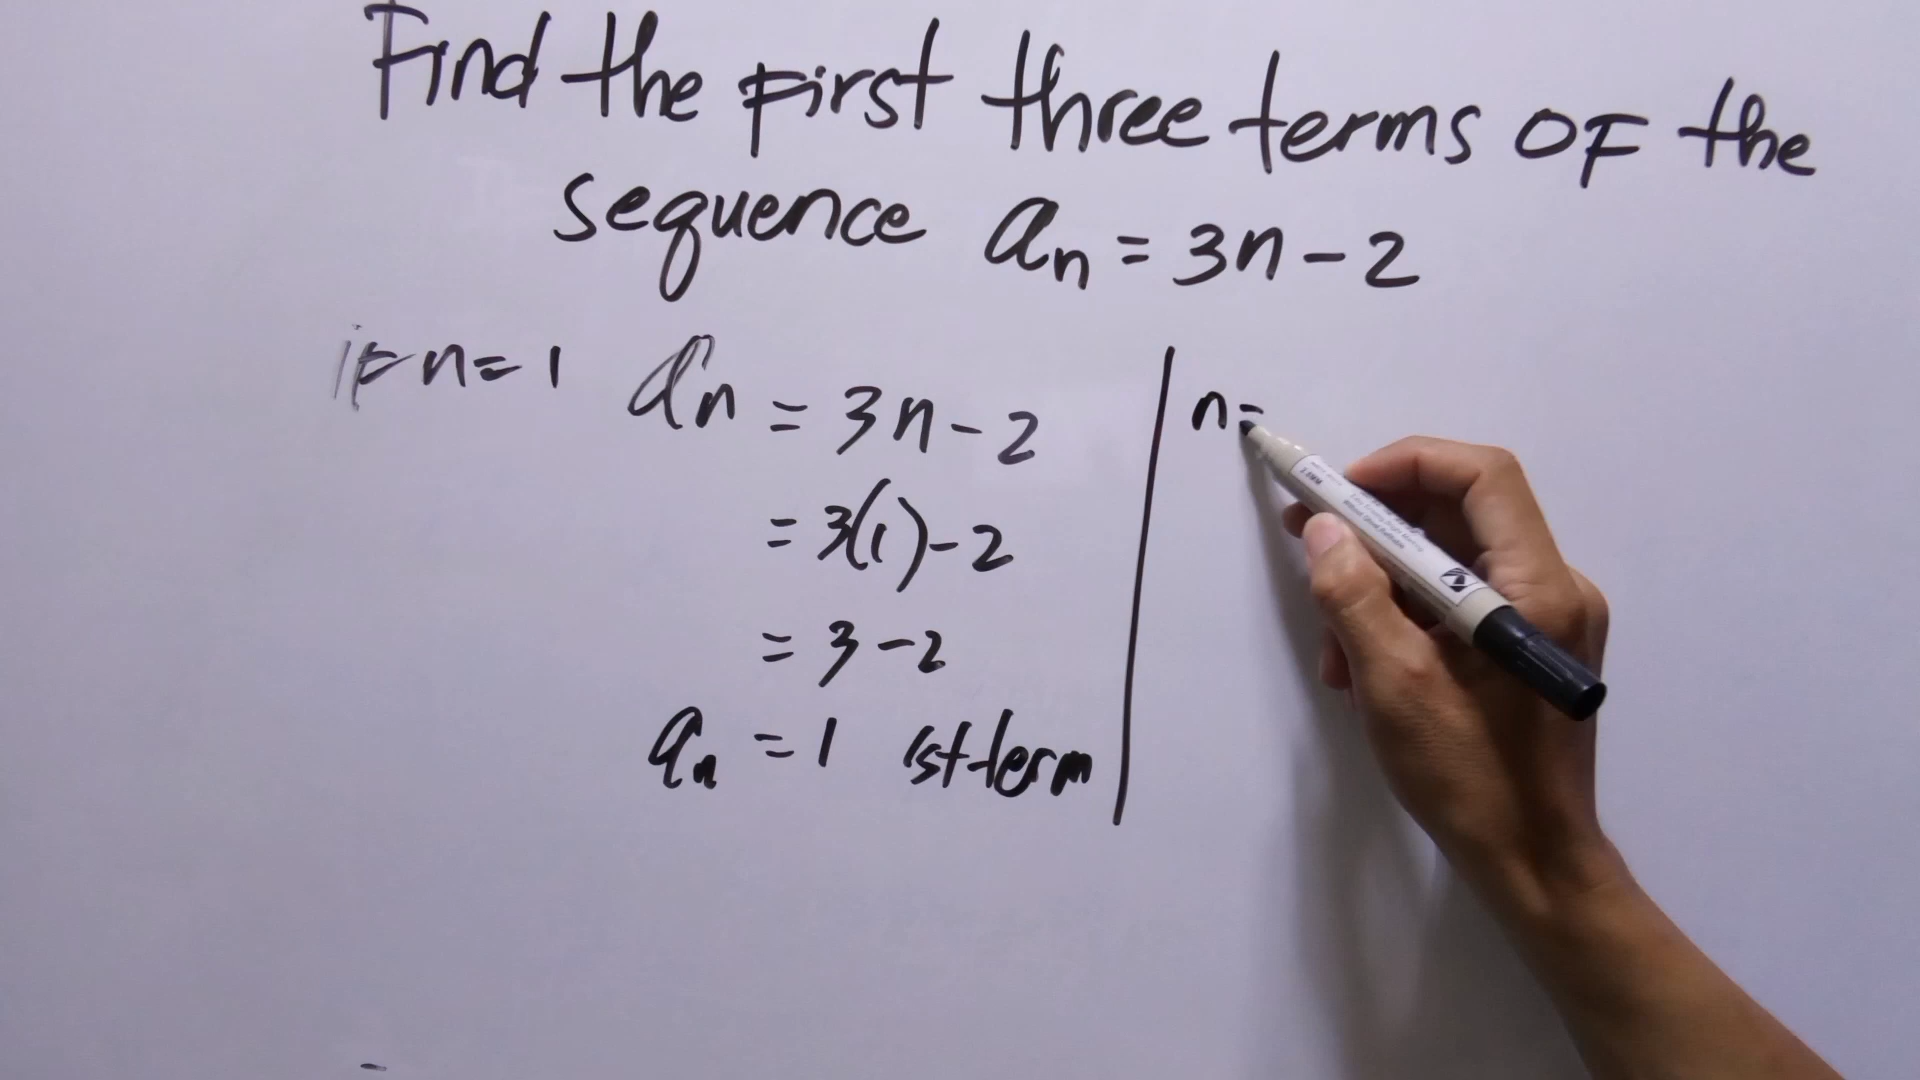 Find the First three terms OF the
sequence an = 3n - 2
if n = 1 an = 3n - 2
= 3(1) - 2
= 3 - 2
an = 1 1st term
n =